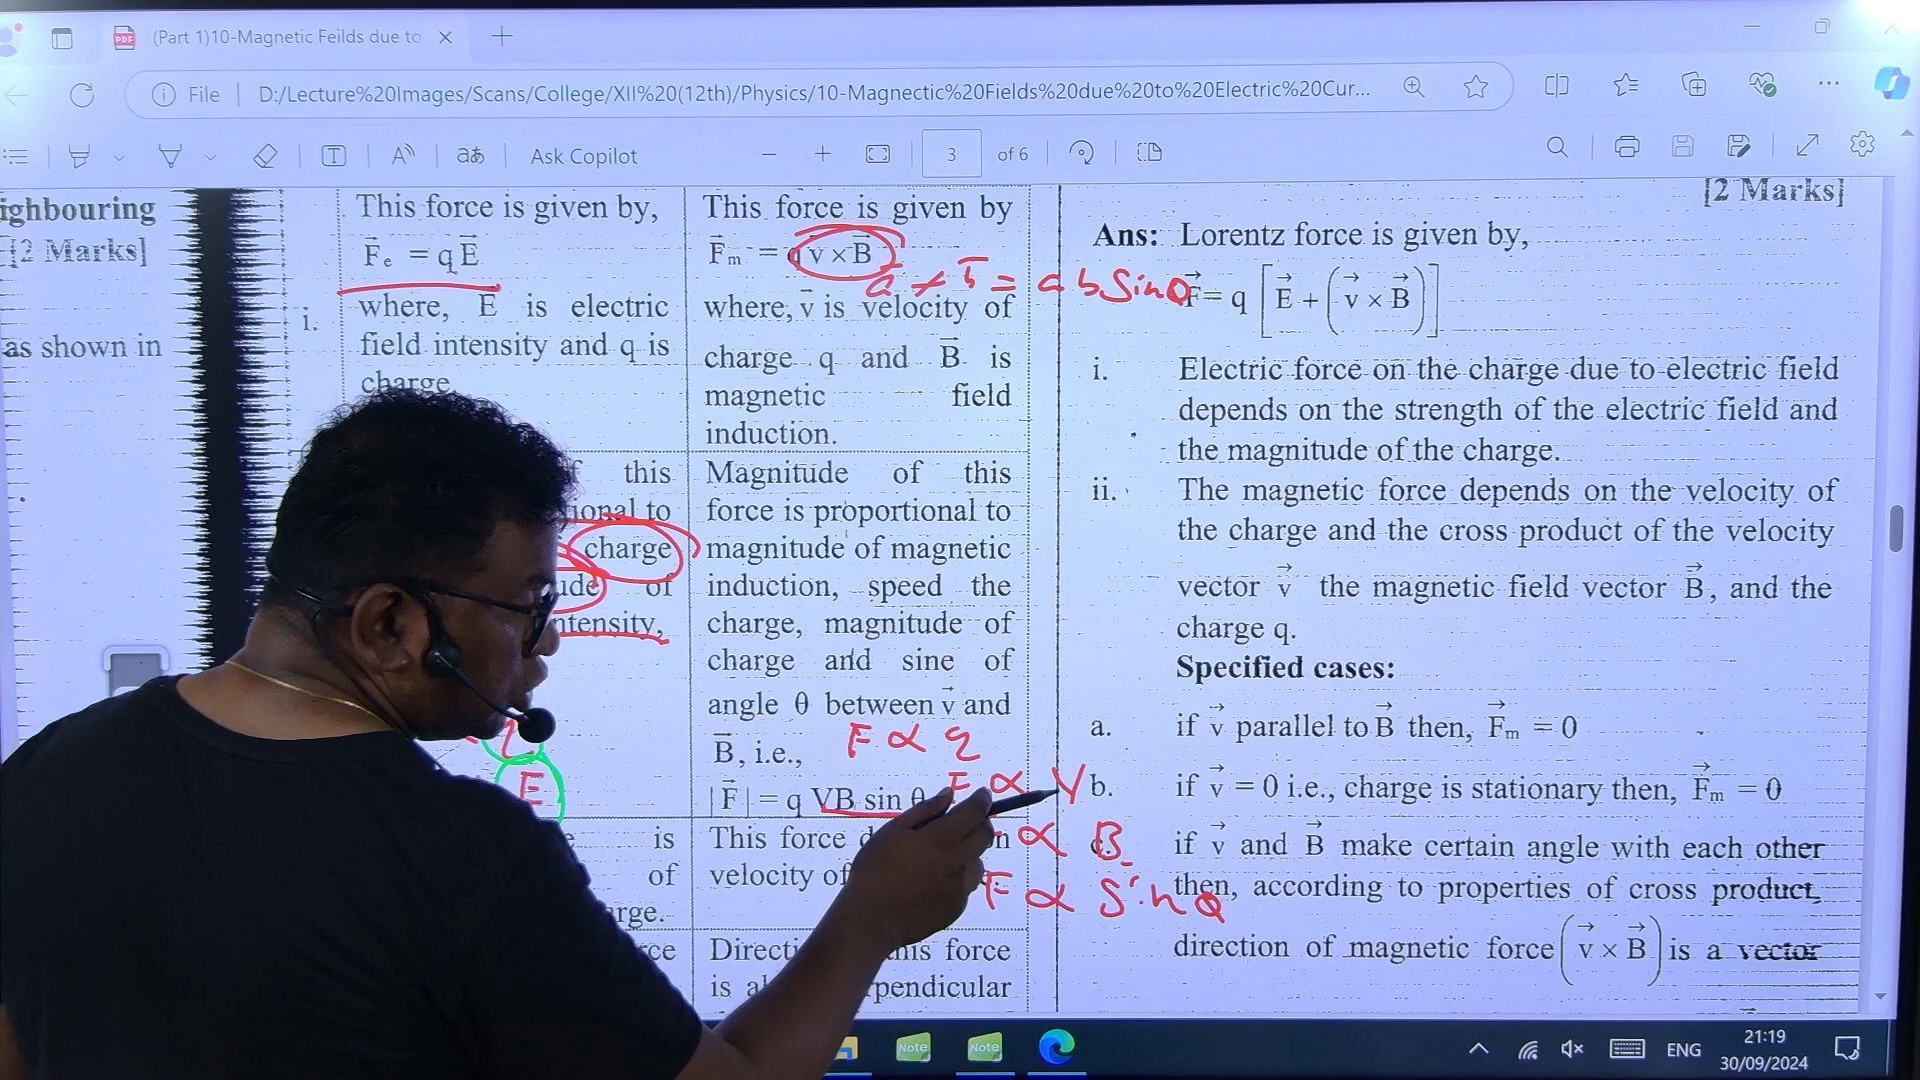 (Part 1)10-Magnetic Feilds due to
File
D:/Lecture%20Images/Scans/College/XII%20(12th)/Physics/10-Magnectic%20Fields%20due%20to%20Electric%20Cur...
Ask Copilot
3 of 6
ENG
21:19
30/09/2024
Note
Note
ighbouring
[2 Marks]
as shown in
i.
This force is given by,
F⃗e = qE⃗
where, E⃗ is electric
field intensity and q is
charge.
this
ional to
charge
ude of
ntensity,
q
E
is
of
rge.
This force is given by
F⃗m = q v⃗ × B⃗
a × b̄ = a b Sin θ
where, v⃗ is velocity of
charge q and B⃗ is
magnetic field
induction.
Magnitude of this
force is proportional to
magnitude of magnetic
induction, speed the
charge, magnitude of
charge and sine of
angle θ between v⃗ and
B⃗, i.e.,
|F⃗| = q VB sin θ
F ∝ q
F ∝ V
∝ B
F ∝ Sin θ
This force
velocity of
this force
[2 Marks]
Ans: Lorentz force is given by,
F⃗ = q [E⃗ + (v⃗ × B⃗)]
i. Electric force on the charge due to electric field
depends on the strength of the electric field and
the magnitude of the charge.
ii. The magnetic force depends on the velocity of
the charge and the cross product of the velocity
vector v⃗ the magnetic field vector B⃗, and the
charge q.
Specified cases:
a. if v⃗ parallel to B⃗ then, F⃗m = 0
b. if v⃗ = 0 i.e., charge is stationary then, F⃗m = 0
c. if v⃗ and B⃗ make certain angle with each other
then, according to properties of cross product
direction of magnetic force (v⃗ × B⃗) is a vector